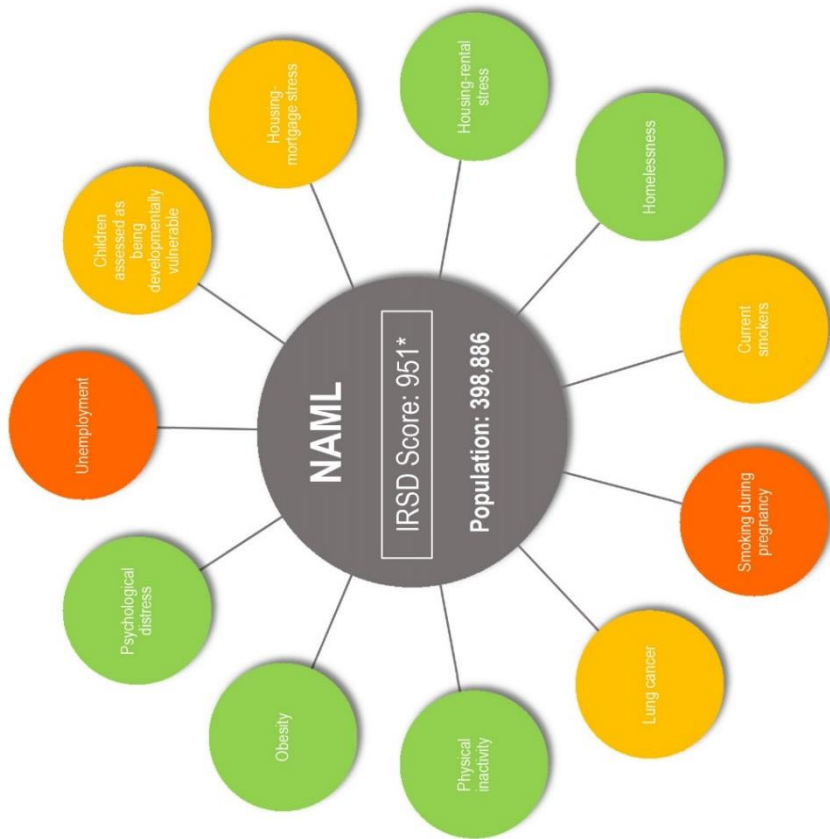 NAML
IRSD Score: 951*
Population: 398,886
Unemployment
Children
assessed as
being
developmentally
vulnerable
Housing-
mortgage stress
Housing-rental
stress
Homelessness
Current
smokers
Smoking during
pregnancy
Lung cancer
Physical
inactivity
Obesity
Psychological
distress